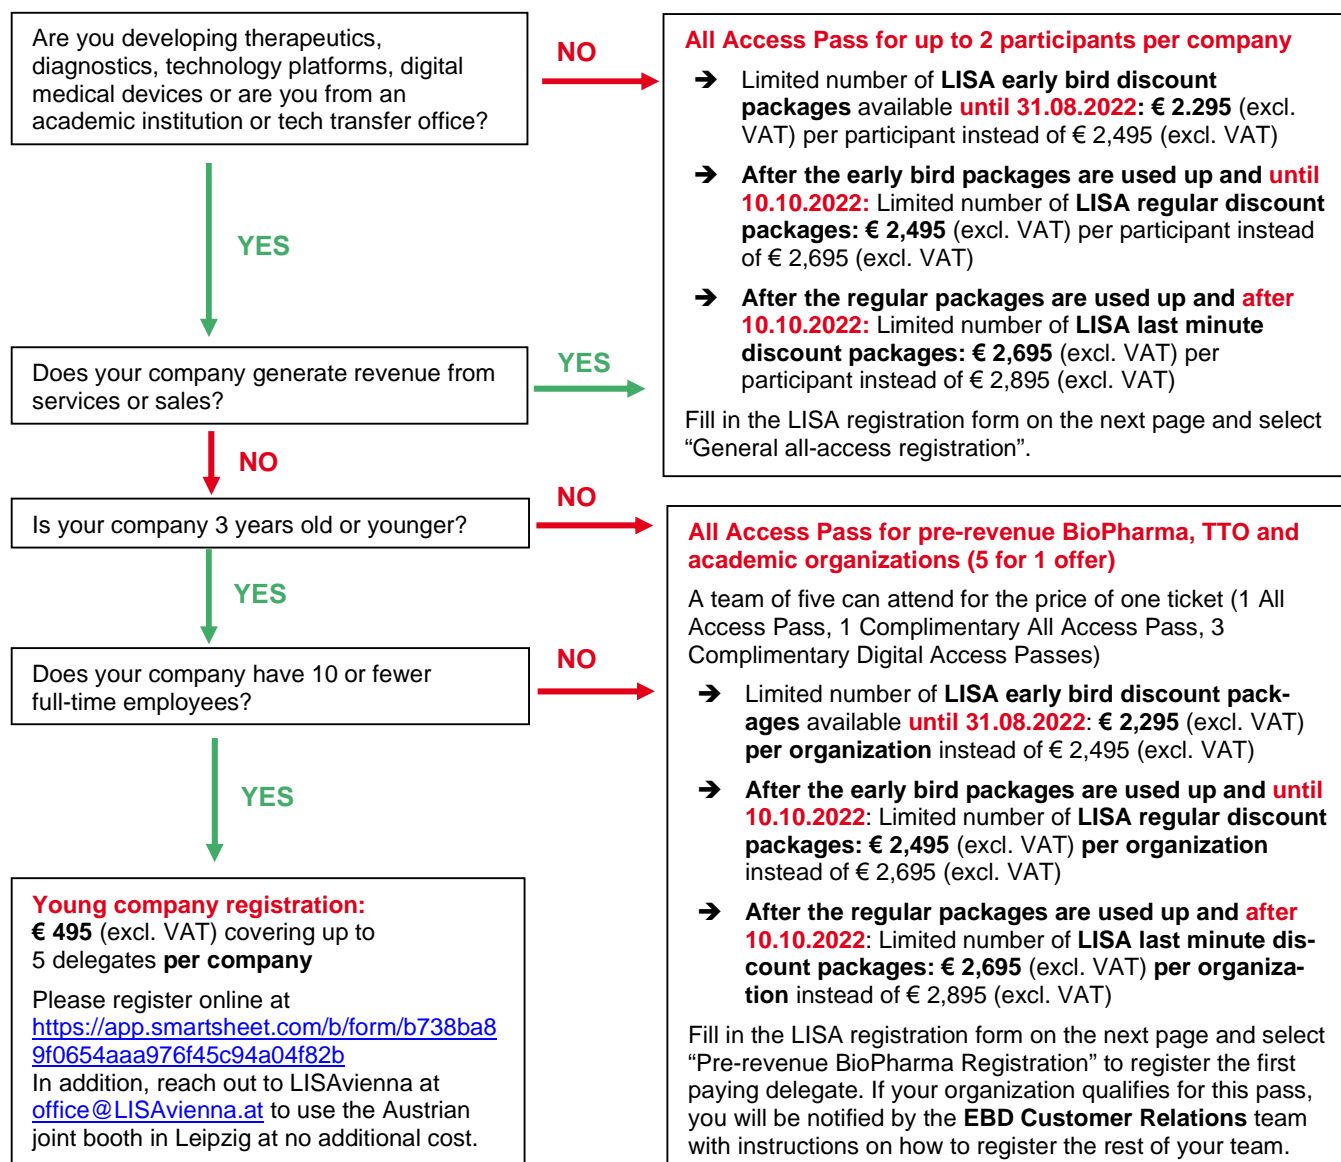 Are you developing therapeutics,
diagnostics, technology platforms, digital
medical devices or are you from an
academic institution or tech transfer office?
NO
YES
Does your company generate revenue from
services or sales?
YES
NO
Is your company 3 years old or younger?
NO
YES
Does your company have 10 or fewer
full-time employees?
NO
YES
Young company registration:
€ 495 (excl. VAT) covering up to
5 delegates per company
Please register online at
https://app.smartsheet.com/b/form/b738ba8
9f0654aaa976f45c94a04f82b
In addition, reach out to LISAvienna at
office@LISAvienna.at to use the Austrian
joint booth in Leipzig at no additional cost.
All Access Pass for up to 2 participants per company
➔ Limited number of LISA early bird discount
packages available until 31.08.2022: € 2.295 (excl.
VAT) per participant instead of € 2,495 (excl. VAT)
➔ After the early bird packages are used up and until
10.10.2022: Limited number of LISA regular discount
packages: € 2,495 (excl. VAT) per participant instead
of € 2,695 (excl. VAT)
➔ After the regular packages are used up and after
10.10.2022: Limited number of LISA last minute
discount packages: € 2,695 (excl. VAT) per
participant instead of € 2,895 (excl. VAT)
Fill in the LISA registration form on the next page and select
“General all-access registration”.
All Access Pass for pre-revenue BioPharma, TTO and
academic organizations (5 for 1 offer)
A team of five can attend for the price of one ticket (1 All
Access Pass, 1 Complimentary All Access Pass, 3
Complimentary Digital Access Passes)
➔ Limited number of LISA early bird discount pack-
ages available until 31.08.2022: € 2,295 (excl. VAT)
per organization instead of € 2,495 (excl. VAT)
➔ After the early bird packages are used up and until
10.10.2022: Limited number of LISA regular discount
packages: € 2,495 (excl. VAT) per organization
instead of € 2,695 (excl. VAT)
➔ After the regular packages are used up and after
10.10.2022: Limited number of LISA last minute dis-
count packages: € 2,695 (excl. VAT) per organiza-
tion instead of € 2,895 (excl. VAT)
Fill in the LISA registration form on the next page and select
“Pre-revenue BioPharma Registration” to register the first
paying delegate. If your organization qualifies for this pass,
you will be notified by the EBD Customer Relations team
with instructions on how to register the rest of your team.